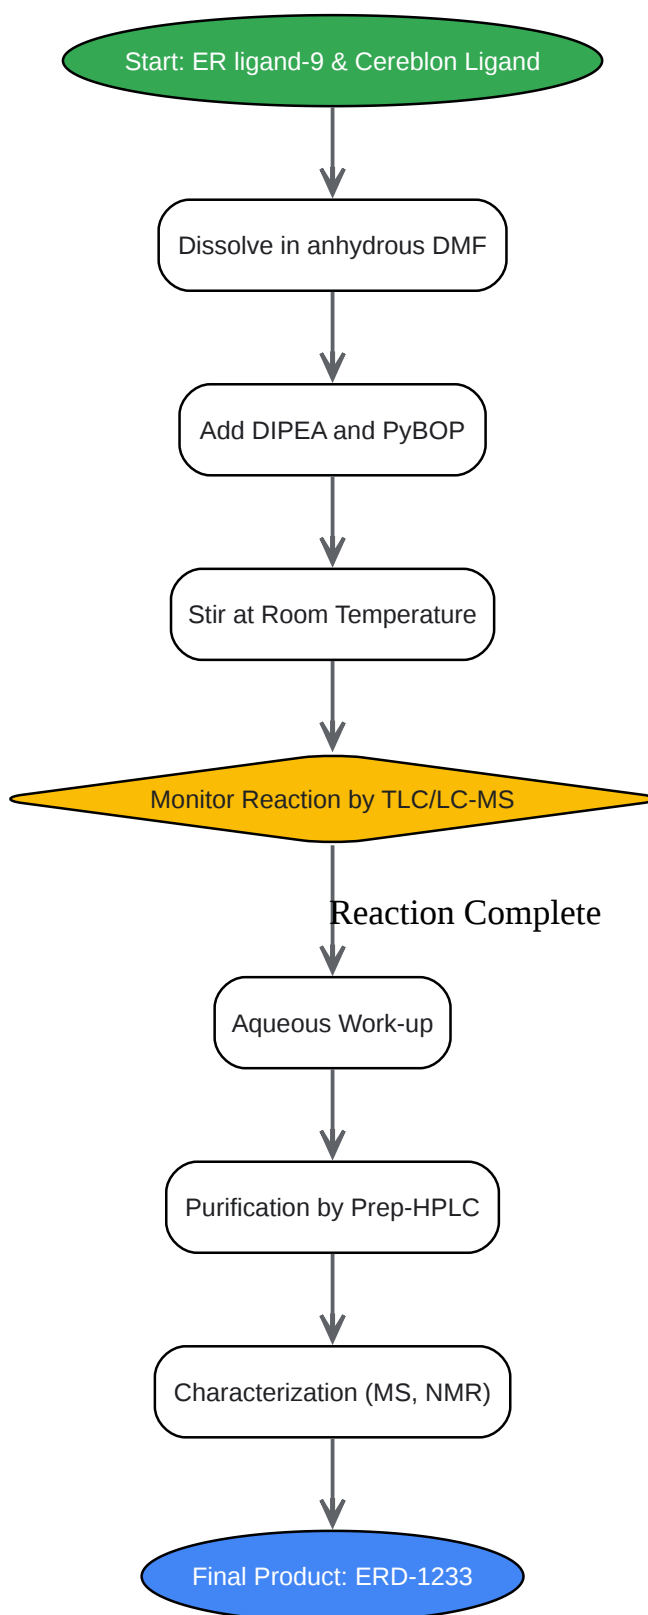 Start: ER ligand-9 & Cereblon Ligand
Dissolve in anhydrous DMF
Add DIPEA and PyBOP
Stir at Room Temperature
Monitor Reaction by TLC/LC-MS
Reaction Complete
Aqueous Work-up
Purification by Prep-HPLC
Characterization (MS, NMR)
Final Product: ERD-1233